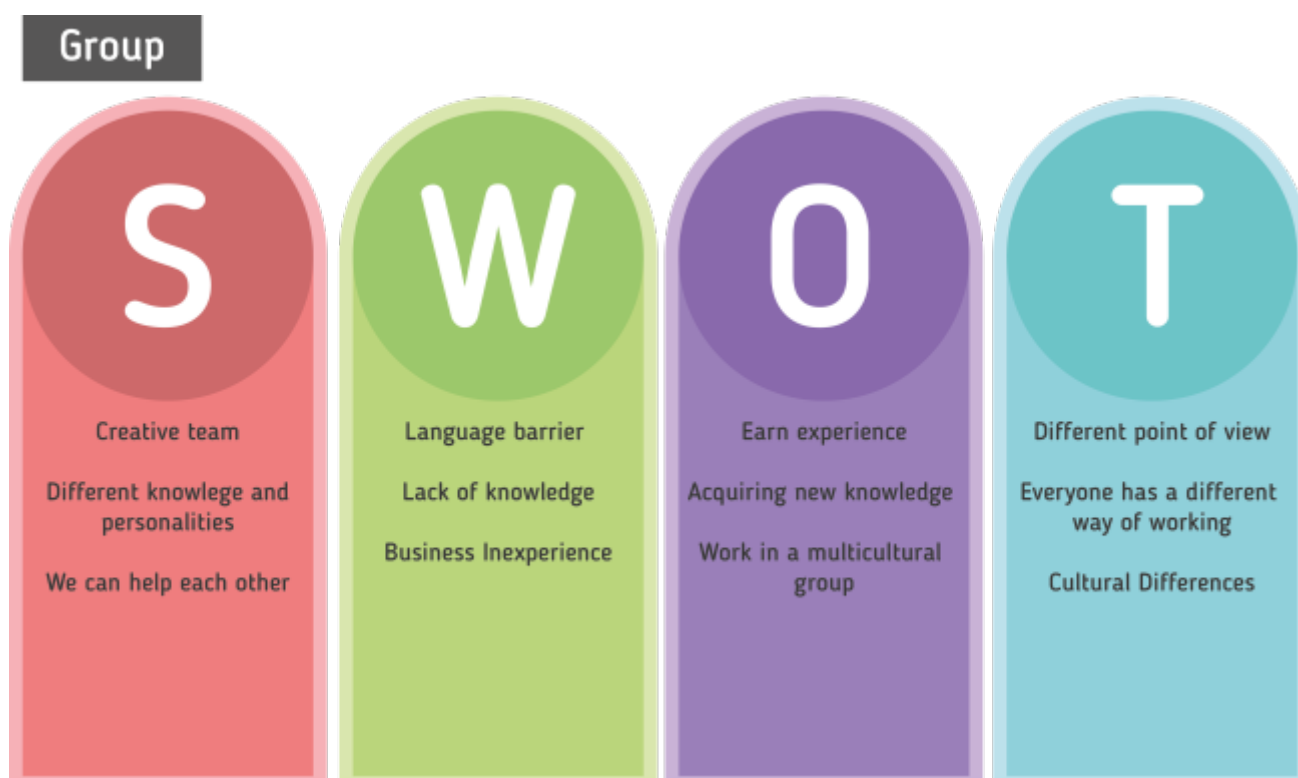 Group
S
Creative team
Different knowlege and
personalities
We can help each other
W
Language barrier
Lack of knowledge
Business Inexperience
O
Earn experience
Acquiring new knowledge
Work in a multicultural
group
T
Different point of view
Everyone has a different
way of working
Cultural Differences